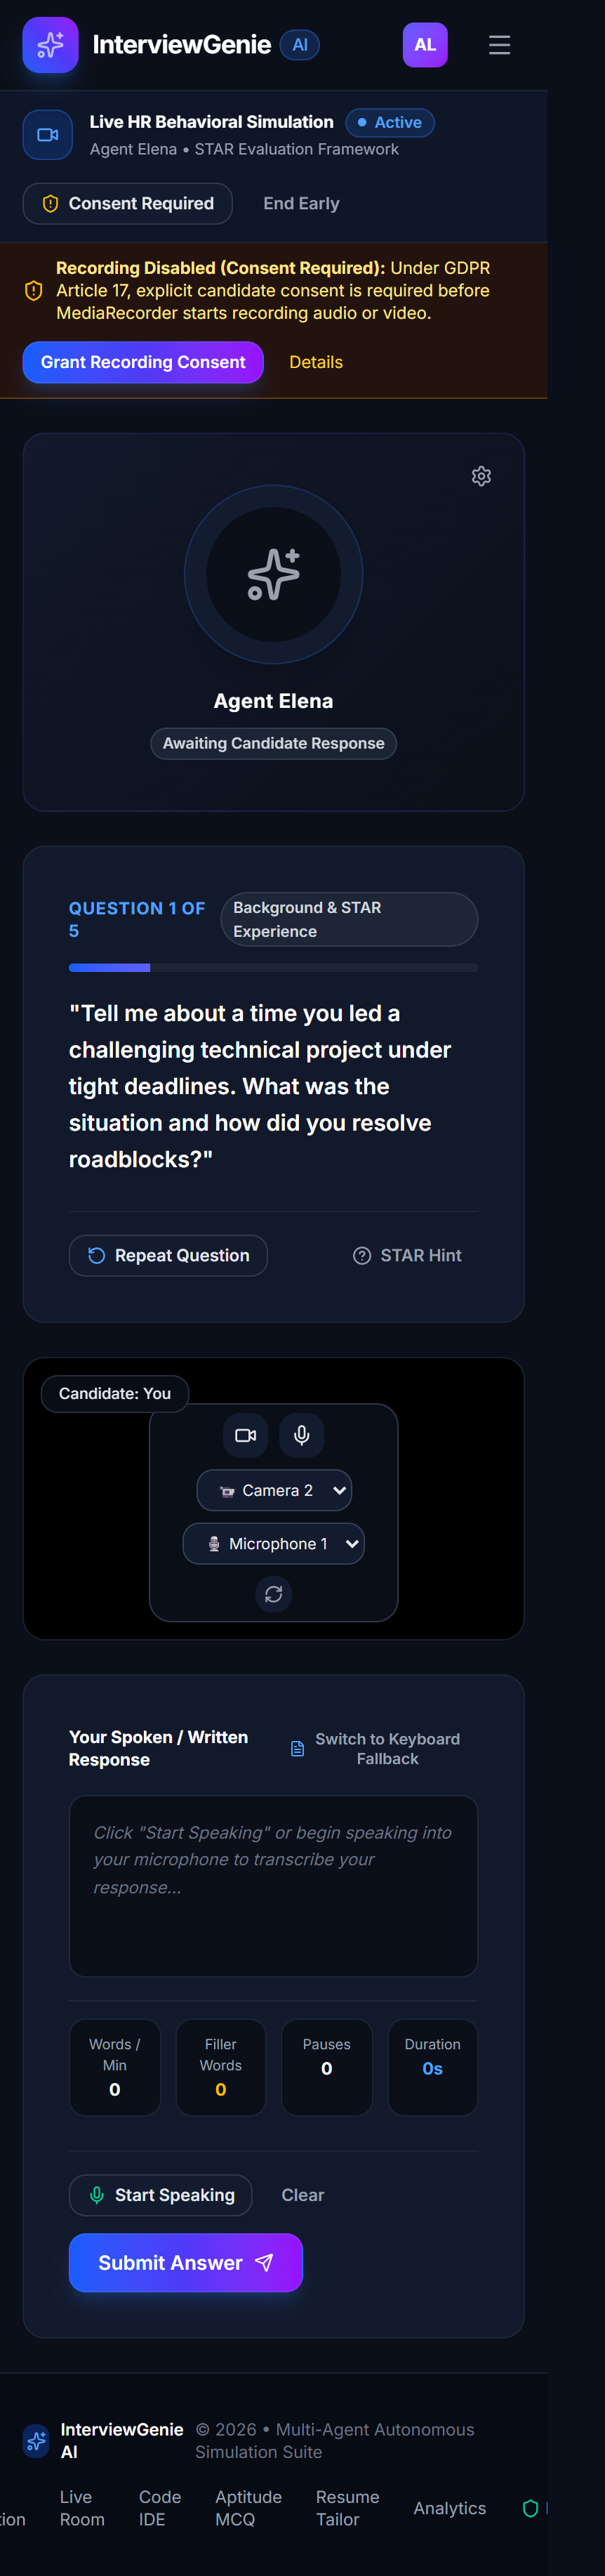 InterviewGenie AI
AL
Live HR Behavioral Simulation
Active
Agent Elena • STAR Evaluation Framework
Consent Required
End Early
Recording Disabled (Consent Required): Under GDPR
Article 17, explicit candidate consent is required before
MediaRecorder starts recording audio or video.
Grant Recording Consent
Details
Agent Elena
Awaiting Candidate Response
QUESTION 1 OF
5
Background & STAR
Experience
"Tell me about a time you led a
challenging technical project under
tight deadlines. What was the
situation and how did you resolve
roadblocks?"
Repeat Question
STAR Hint
Candidate: You
Camera 2
Microphone 1
Your Spoken / Written
Response
Switch to Keyboard
Fallback
Click "Start Speaking" or begin speaking into
your microphone to transcribe your
response...
Words /
Min
0
Filler
Words
0
Pauses
0
Duration
0s
Start Speaking
Clear
Submit Answer
InterviewGenie
AI
© 2026 • Multi-Agent Autonomous
Simulation Suite
tion
Live
Room
Code
IDE
Aptitude
MCQ
Resume
Tailor
Analytics